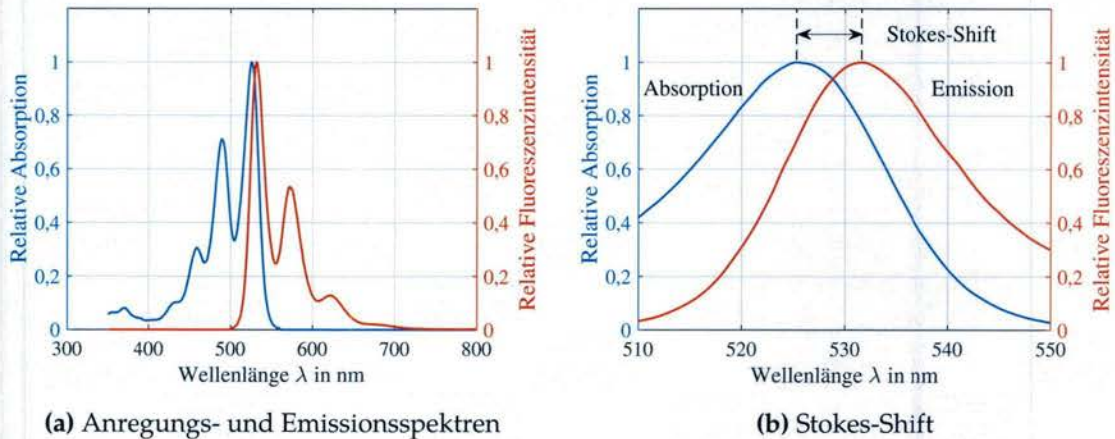 Relative Absorption
1
0,8
0,6
0,4
0,2
0
300 400 500 600 700 800
Wellenlänge λ in nm
1
0,8
0,6
0,4
0,2
0
Relative Fluoreszenzintensität
(a) Anregungs- und Emissionsspektren
Relative Absorption
1
0,8
0,6
0,4
0,2
0
Stokes-Shift
Absorption
Emission
510 520 530 540 550
Wellenlänge λ in nm
1
0,8
0,6
0,4
0,2
0
Relative Fluoreszenzintensität
(b) Stokes-Shift